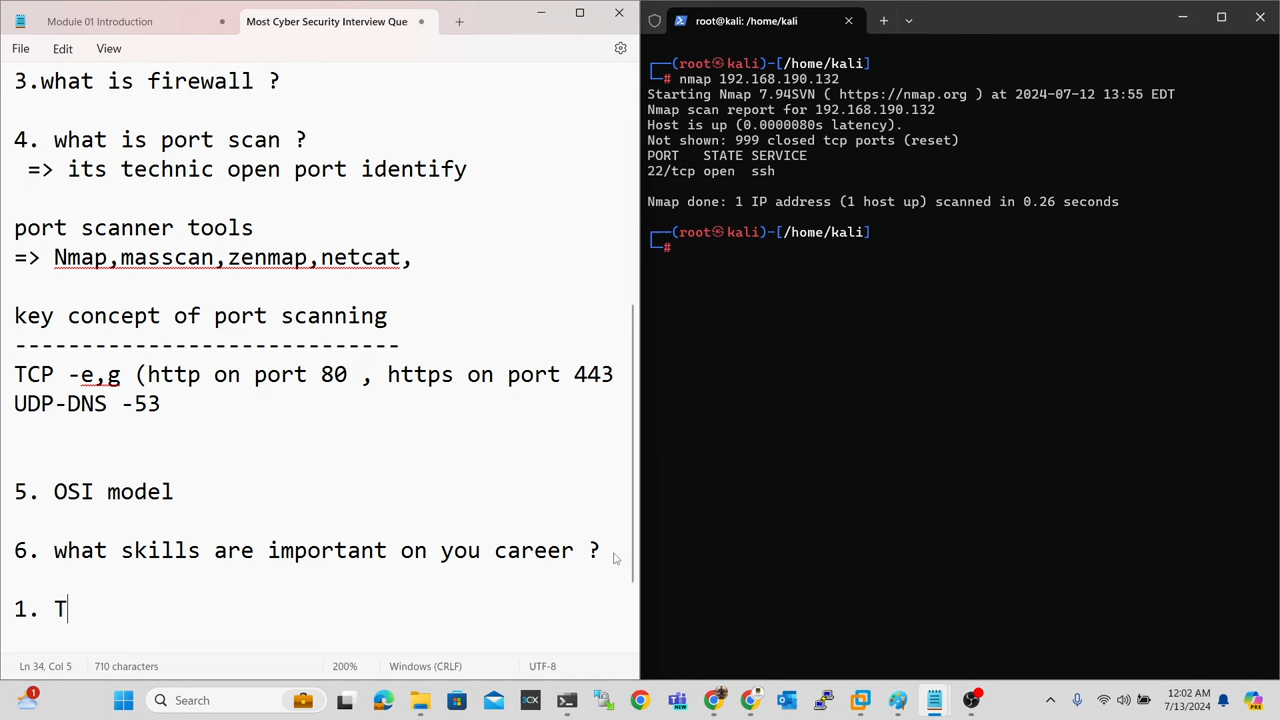 Module 01 Introduction
Most Cyber Security Interview Que
File Edit View
3.what is firewall ?
4. what is port scan ?
=> its technic open port identify
port scanner tools
=> Nmap,masscan,zenmap,netcat,
key concept of port scanning
-----------------------------
TCP -e,g (http on port 80 , https on port 443
UDP-DNS -53
5. OSI model
6. what skills are important on you career ?
1. T
Ln 34, Col 5 710 characters 200% Windows (CRLF) UTF-8
root@kali: /home/kali
┌──(root㉿kali)-[/home/kali]
└─# nmap 192.168.190.132
Starting Nmap 7.94SVN ( https://nmap.org ) at 2024-07-12 13:55 EDT
Nmap scan report for 192.168.190.132
Host is up (0.0000080s latency).
Not shown: 999 closed tcp ports (reset)
PORT STATE SERVICE
22/tcp open ssh
Nmap done: 1 IP address (1 host up) scanned in 0.26 seconds
┌──(root㉿kali)-[/home/kali]
└─#
1
Search
3CX
NEW
12:02 AM
7/13/2024
PRE